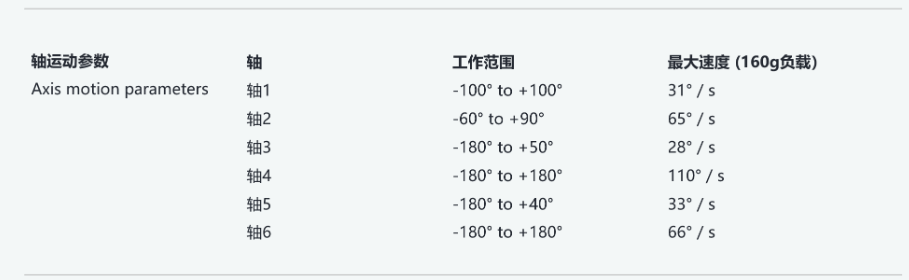 轴运动参数 轴 工作范围 最大速度 (160g负载)
Axis motion parameters 轴1 -100° to +100° 31° / s
轴2 -60° to +90° 65° / s
轴3 -180° to +50° 28° / s
轴4 -180° to +180° 110° / s
轴5 -180° to +40° 33° / s
轴6 -180° to +180° 66° / s